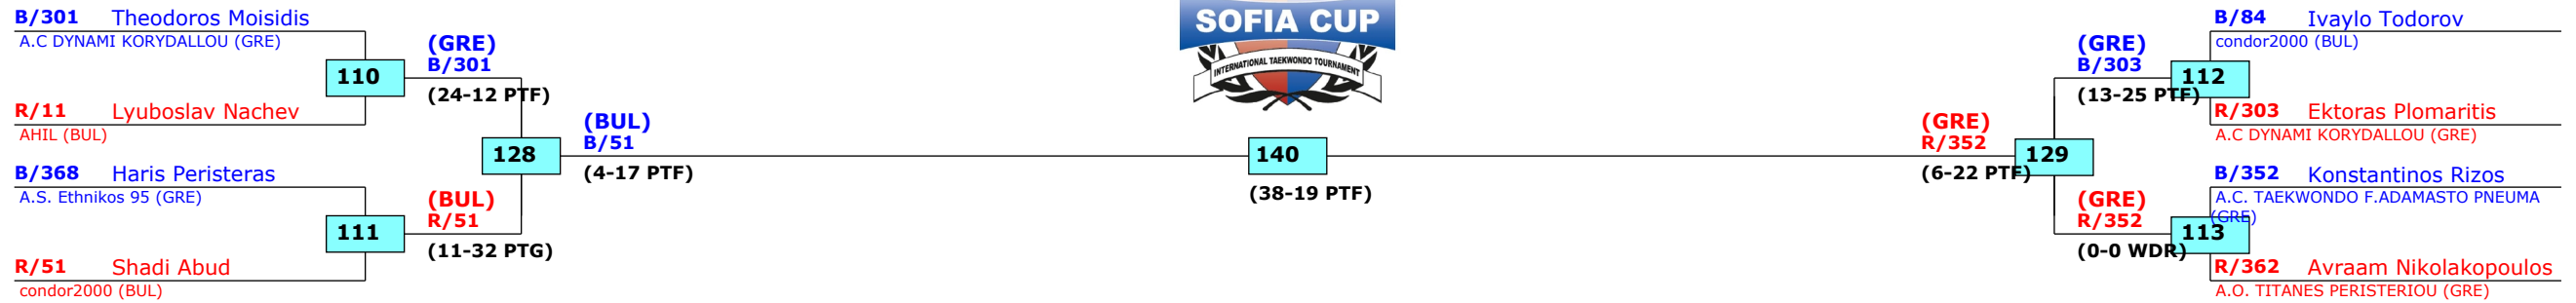 B/301 Theodoros Moisidis
A.C DYNAMI KORYDALLOU (GRE)
R/11 Lyuboslav Nachev
AHIL (BUL)
B/368 Haris Peristeras
A.S. Ethnikos 95 (GRE)
R/51 Shadi Abud
condor2000 (BUL)
110
(GRE)
B/301
(24-12 PTF)
111
(BUL)
R/51
(11-32 PTG)
128
(BUL)
B/51
(4-17 PTF)
SOFIA CUP
INTERNATIONAL TAEKWONDO TOURNAMENT
140
(38-19 PTF)
(GRE)
R/352
(6-22 PTF)
129
(GRE)
B/303
(13-25 PTF)
112
(GRE)
R/352
(0-0 WDR)
113
B/84 Ivaylo Todorov
condor2000 (BUL)
R/303 Ektoras Plomaritis
A.C DYNAMI KORYDALLOU (GRE)
B/352 Konstantinos Rizos
A.C. TAEKWONDO F.ADAMASTO PNEUMA
(GRE)
R/362 Avraam Nikolakopoulos
A.O. TITANES PERISTERIOU (GRE)